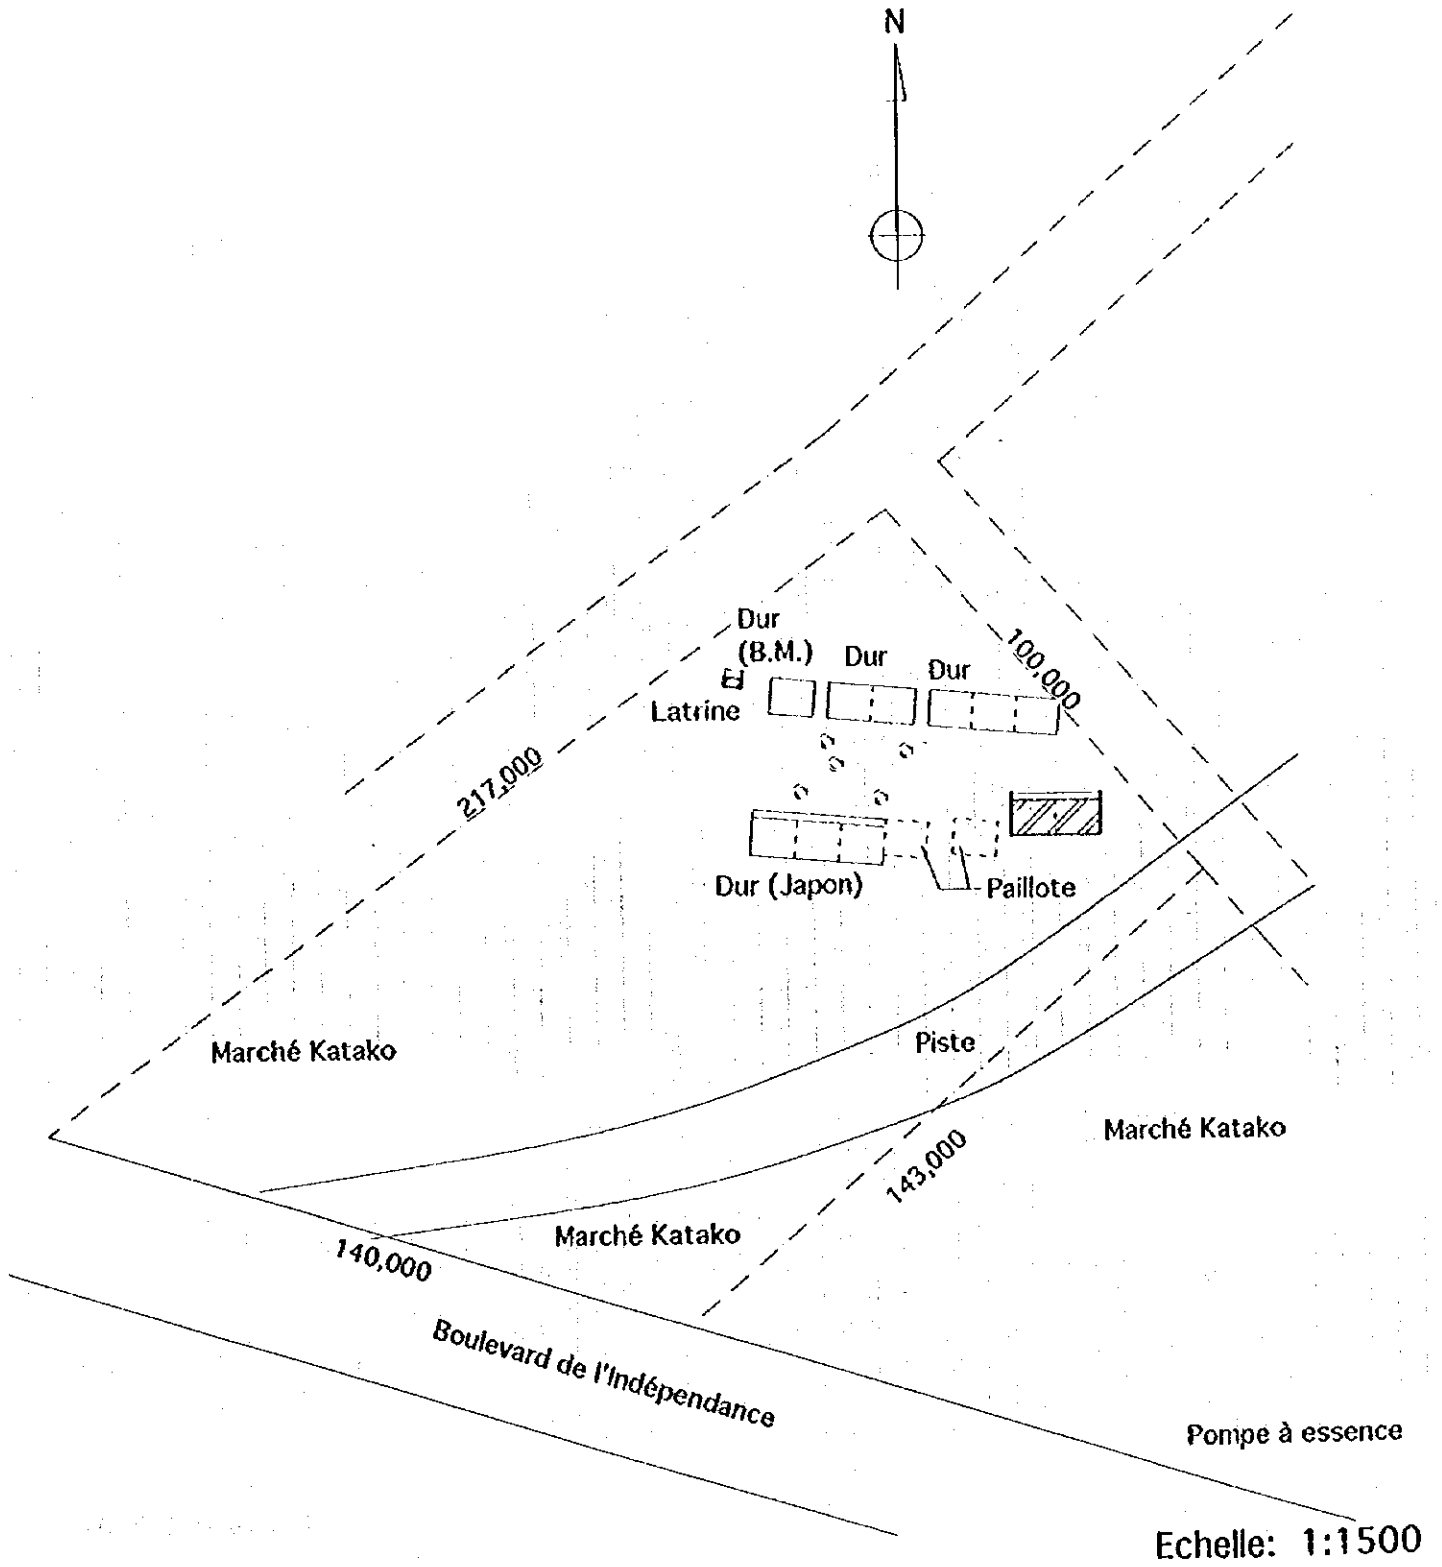 N
Dur
(B.M.)
Dur
Dur
100,000
Latrine
217,000
Dur (Japon)
Paillote
Marché Katako
Piste
Marché Katako
143,000
Marché Katako
140,000
Boulevard de l'Indépendance
Pompe à essence
Echelle: 1:1500